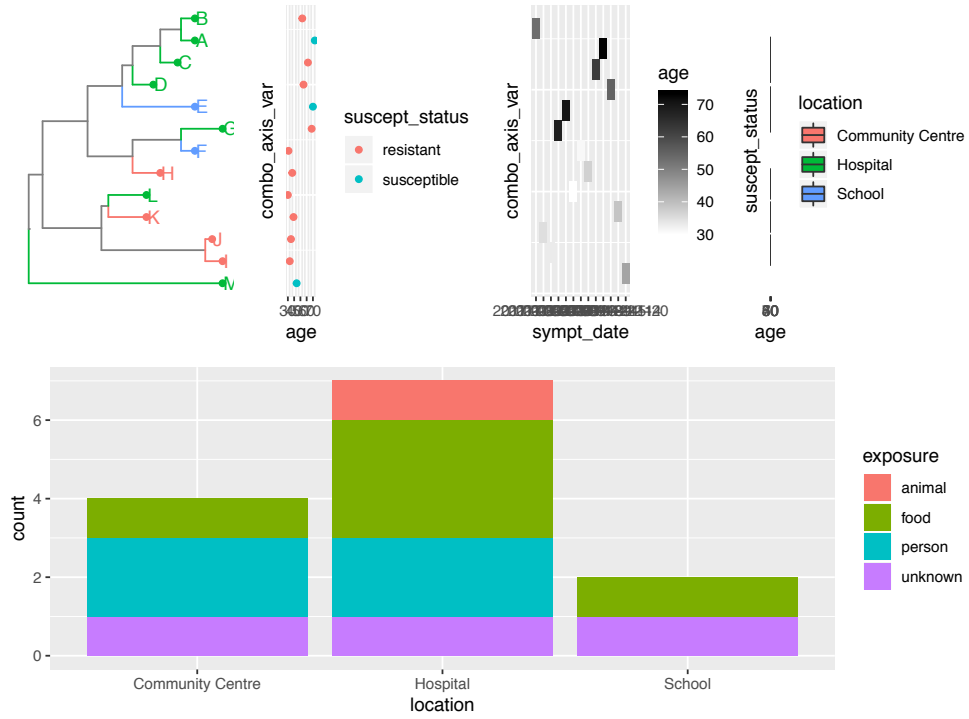 B
A
C
D
E
G
F
H
L
K
J
I
M
combo_axis_var
age
suscept_status
resistant
susceptible
combo_axis_var
sympt_date
age
70
60
50
40
30
suscept_status
age
location
Community Centre
Hospital
School
count
6
4
2
0
Community Centre
Hospital
School
location
exposure
animal
food
person
unknown